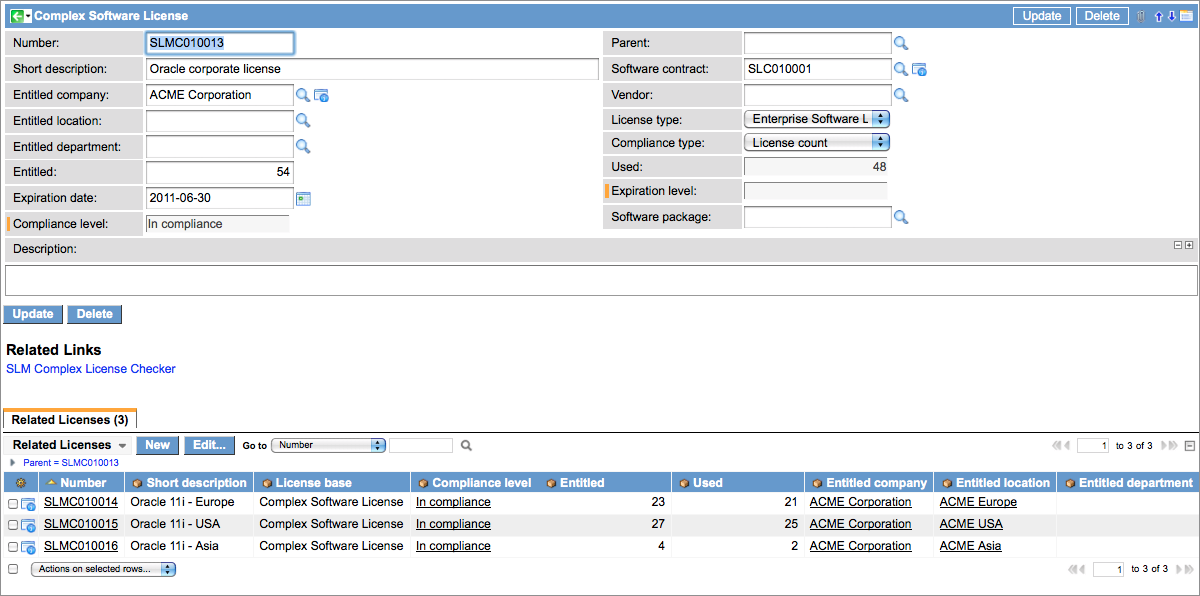 Complex Software License Update Delete
Number: SLMC010013 Parent:
Short description: Oracle corporate license Software contract: SLC010001
Entitled company: ACME Corporation Vendor:
Entitled location: License type: Enterprise Software L
Entitled department: Compliance type: License count
Entitled: 54 Used: 48
Expiration date: 2011-06-30 Expiration level:
Compliance level: In compliance Software package:
Description:
Update Delete
Related Links
SLM Complex License Checker
Related Licenses (3)
Related Licenses New Edit... Go to Number 1 to 3 of 3
Parent = SLMC010013
Number Short description License base Compliance level Entitled Used Entitled company Entitled location Entitled department
SLMC010014 Oracle 11i - Europe Complex Software License In compliance 23 21 ACME Corporation ACME Europe
SLMC010015 Oracle 11i - USA Complex Software License In compliance 27 25 ACME Corporation ACME USA
SLMC010016 Oracle 11i - Asia Complex Software License In compliance 4 2 ACME Corporation ACME Asia
Actions on selected rows... 1 to 3 of 3